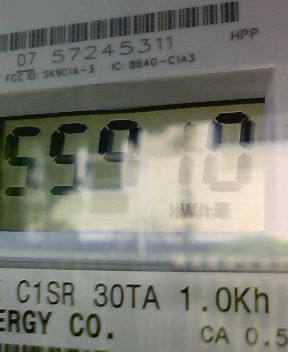 HPP
07 57245311
FCC ID: SK9C1A-3 IC: 864G-C1A3
55910
C1SR 30TA 1.0Kh
ERGY CO.
CA 0.5